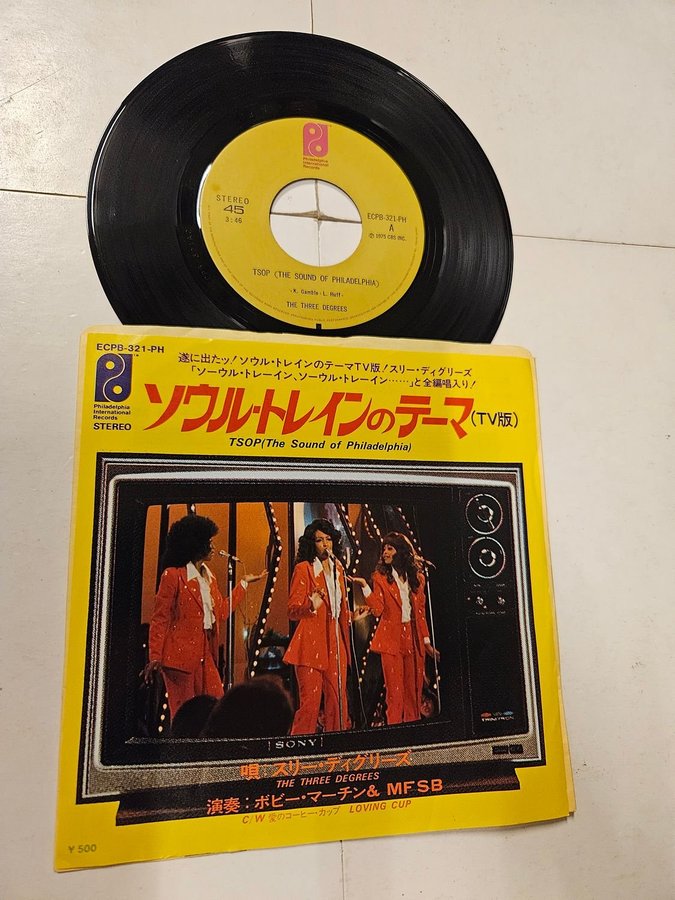 Philadelphia
International
Records
STEREO
45
3:46
ECPB-321-PH
A
Ⓟ 1975 CBS INC.
TSOP (THE SOUND OF PHILADELPHIA)
-K. Gamble-L. Huff-
THE THREE DEGREES
ECPB-321-PH
Philadelphia
International
Records
STEREO
遂に出たッ!ソウル・トレインのテーマTV版!スリー・ディグリーズ
「ソーウル・トレーイン、ソーウル・トレーイン……」と全編唱入り!
ソウル・トレインのテーマ(TV版)
TSOP(The Sound of Philadelphia)
SONY
唄:スリー・ディグリーズ
THE THREE DEGREES
演奏:ボビー・マーチン& MFSB
C/W 愛のコーヒー・カップ LOVING CUP
¥500